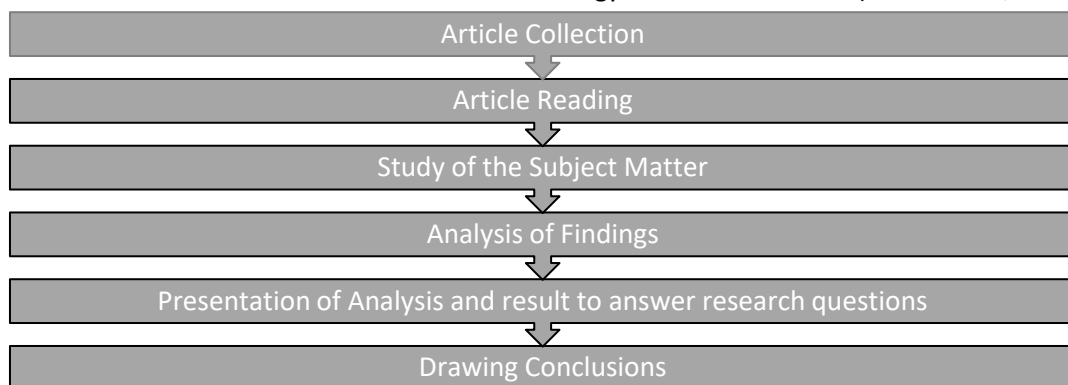 Article Collection
Article Reading
Study of the Subject Matter
Analysis of Findings
Presentation of Analysis and result to answer research questions
Drawing Conclusions